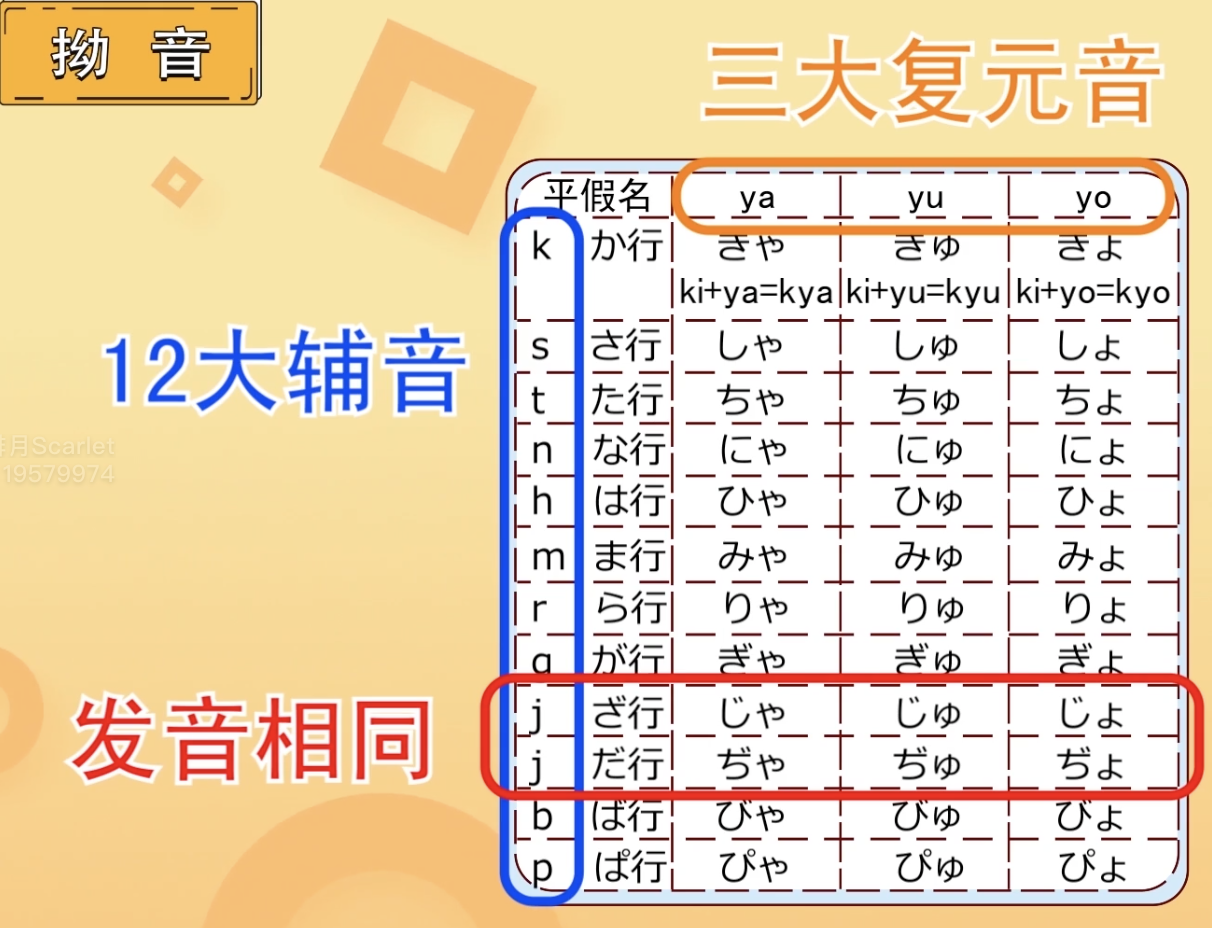 拗音
三大复元音
平假名 ya yu yo
k か行 きゃ きゅ きょ
ki+ya=kya ki+yu=kyu ki+yo=kyo
12大辅音
s さ行 しゃ しゅ しょ
t た行 ちゃ ちゅ ちょ
n な行 にゃ にゅ にょ
月Scarlet
19579974
h は行 ひゃ ひゅ ひょ
m ま行 みゃ みゅ みょ
r ら行 りゃ りゅ りょ
g が行 ぎゃ ぎゅ ぎょ
发音相同
j ざ行 じゃ じゅ じょ
j だ行 ぢゃ ぢゅ ぢょ
b ば行 びゃ びゅ びょ
p ぱ行 ぴゃ ぴゅ ぴょ